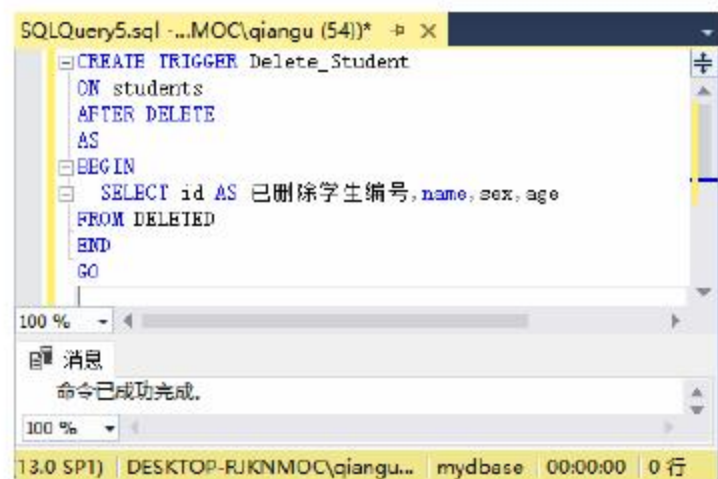 SQLQuery5.sql -...MOC\qiangu (54))*
CREATE TRIGGER Delete_Student
ON students
AFTER DELETE
AS
BEGIN
SELECT id AS 已删除学生编号,name,sex,age
FROM DELETED
END
GO
100 %
消息
命令已成功完成。
100 %
(13.0 SP1) DESKTOP-RJKNMOC\qiangu... mydbase 00:00:00 0 行